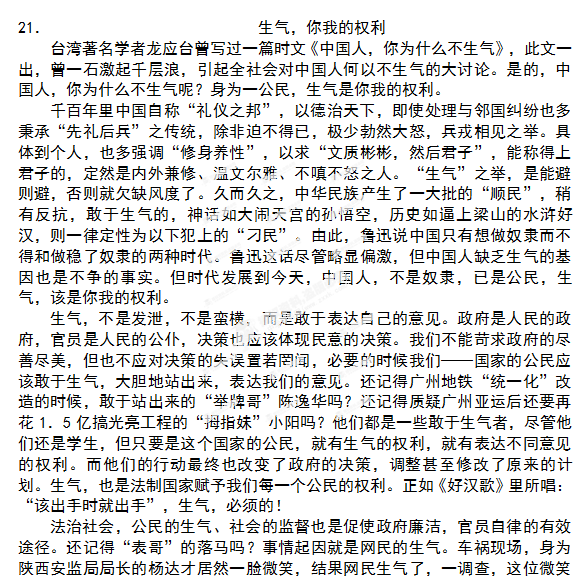 21． 生气，你我的权利
台湾著名学者龙应台曾写过一篇时文《中国人，你为什么不生气》，此文一
出，曾一石激起千层浪，引起全社会对中国人何以不生气的大讨论。是的，中
国人，你为什么不生气呢？身为一公民，生气是你我的权利。
千百年里中国自称“礼仪之邦”，以德治天下，即使处理与邻国纠纷也多
秉承“先礼后兵”之传统，除非迫不得已，极少勃然大怒，兵戎相见之举。具
体到个人，也多强调“修身养性”，以求“文质彬彬，然后君子”，能称得上
君子的，定然是内外兼修、温文尔雅、不嗔不怒之人。“生气”之举，是能避
则避，否则就欠缺风度了。久而久之，中华民族产生了一大批的“顺民”，稍
有反抗，敢于生气的，神话如大闹天宫的孙悟空，历史如逼上梁山的水浒好
汉，则一律定性为以下犯上的“刁民”。由此，鲁迅说中国只有想做奴隶而不
得和做稳了奴隶的两种时代。鲁迅这话尽管略显偏激，但中国人缺乏生气的基
因也是不争的事实。但时代发展到今天，中国人，不是奴隶，已是公民，生
气，该是你我的权利。
生气，不是发泄，不是蛮横，而是敢于表达自己的意见。政府是人民的政
府，官员是人民的公仆，决策也应该体现民意的决策。我们不能苛求政府的尽
善尽美，但也不应对决策的失误置若罔闻，必要的时候我们——国家的公民应
该敢于生气，大胆地站出来，表达我们的意见。还记得广州地铁“统一化”改
造的时候，敢于站出来的“举牌哥”陈逸华吗？还记得质疑广州亚运后还要再
花1．5亿搞光亮工程的“拇指妹”小阳吗？他们都是一些敢于生气者，尽管他
们还是学生，但只要是这个国家的公民，就有生气的权利，就有表达不同意见
的权利。而他们的行动最终也改变了政府的决策，调整甚至修改了原来的计
划。生气，也是法制国家赋予我们每一个公民的权利。正如《好汉歌》里所唱：
“该出手时就出手”，生气，必须的！
法治社会，公民的生气、社会的监督也是促使政府廉洁，官员自律的有效
途径。还记得“表哥”的落马吗？事情起因就是网民的生气。车祸现场，身为
陕西安监局局长的杨达才居然一脸微笑，结果网民生气了，一调查，这位微笑